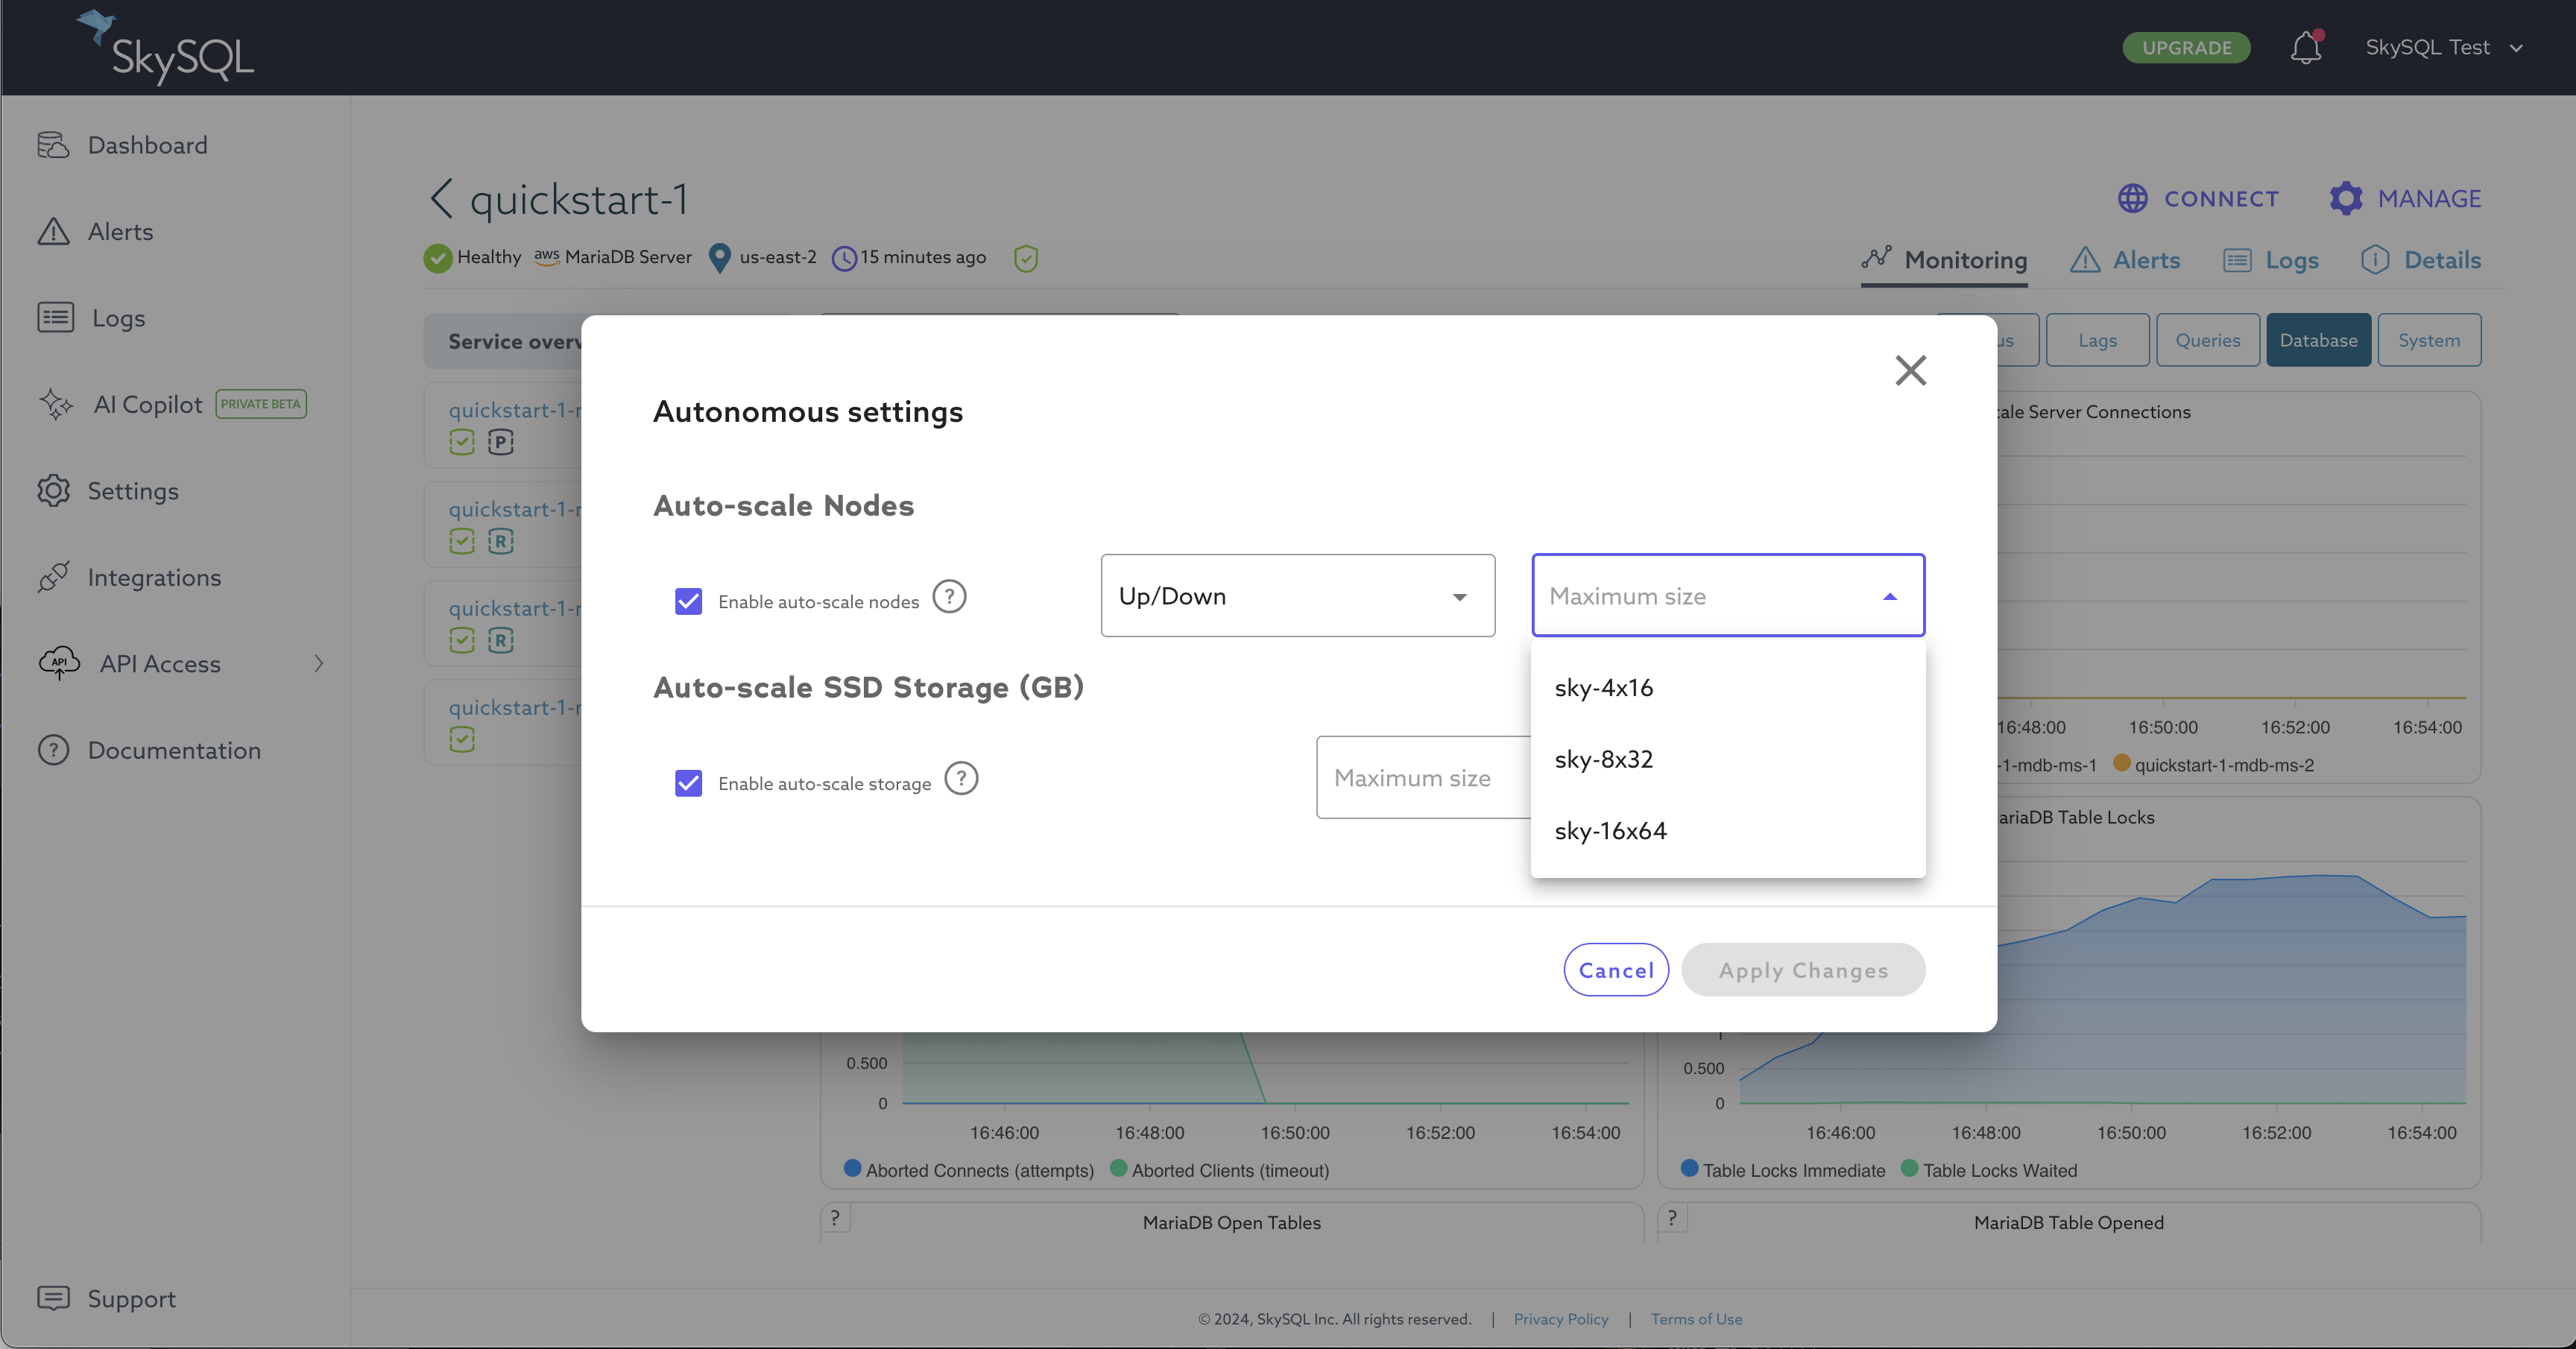 SkySQL
UPGRADE
SkySQL Test
Dashboard
Alerts
Logs
AI Copilot PRIVATE BETA
Settings
Integrations
API API Access
Documentation
Support
quickstart-1
CONNECT
MANAGE
Healthy aws MariaDB Server us-east-2 15 minutes ago
Monitoring Alerts Logs Details
Service
Lags Queries Database System
quickstart-1-
P
quickstart-1-
R
quickstart-1-
R
quickstart-1-
Autonomous settings
Auto-scale Nodes
Enable auto-scale nodes ? Up/Down Maximum size
sky-4x16
sky-8x32
sky-16x64
Auto-scale SSD Storage (GB)
Enable auto-scale storage ? Maximum size
Cancel Apply Changes
Server Connections
16:48:00 16:50:00 16:52:00 16:54:00
-1-mdb-ms-1 quickstart-1-mdb-ms-2
ariaDB Table Locks
0.500
0
16:46:00 16:48:00 16:50:00 16:52:00 16:54:00
Aborted Connects (attempts) Aborted Clients (timeout)
0.500
0
16:46:00 16:48:00 16:50:00 16:52:00 16:54:00
Table Locks Immediate Table Locks Waited
? MariaDB Open Tables
? MariaDB Table Opened
© 2024, SkySQL Inc. All rights reserved. | Privacy Policy | Terms of Use